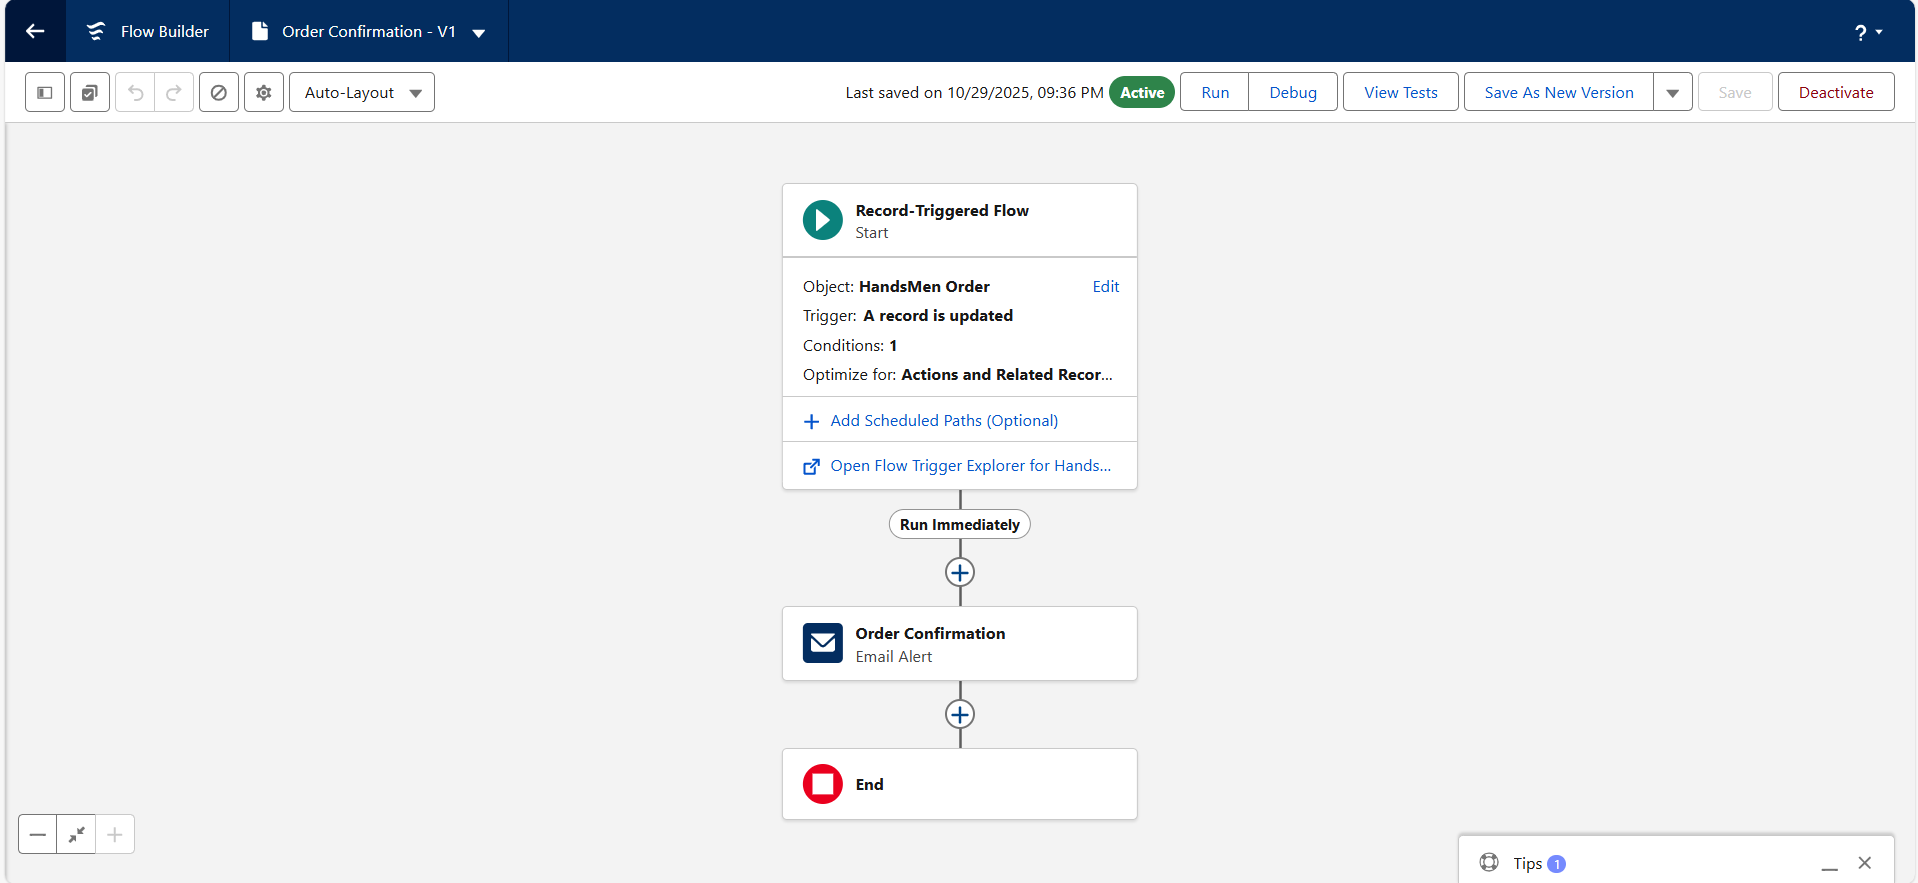 Flow Builder
Order Confirmation - V1
?
Auto-Layout
Last saved on 10/29/2025, 09:36 PM
Active
Run
Debug
View Tests
Save As New Version
Save
Deactivate
Record-Triggered Flow
Start
Object: HandsMen Order
Edit
Trigger: A record is updated
Conditions: 1
Optimize for: Actions and Related Recor...
Add Scheduled Paths (Optional)
Open Flow Trigger Explorer for Hands...
Run Immediately
Order Confirmation
Email Alert
End
Tips 1